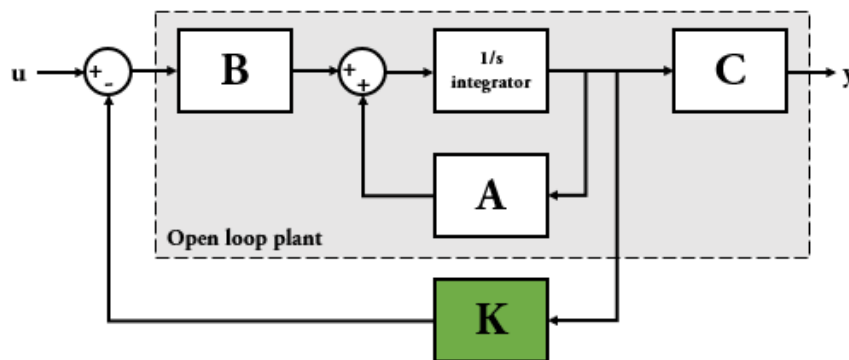 u
+
-
B
+
+
1/s
integrator
C
y
A
Open loop plant
K